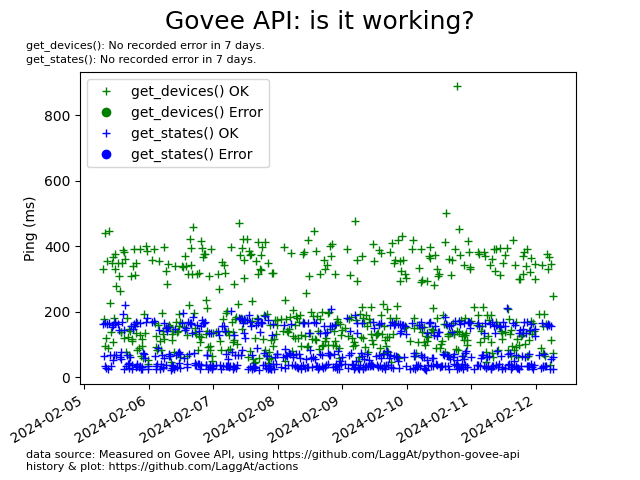 Govee API: is it working?
get_devices(): No recorded error in 7 days.
get_states(): No recorded error in 7 days.
get_devices() OK
get_devices() Error
get_states() OK
get_states() Error
Ping (ms)
800
600
400
200
0
2024-02-05
2024-02-06
2024-02-07
2024-02-08
2024-02-09
2024-02-10
2024-02-11
2024-02-12
data source: Measured on Govee API, using https://github.com/LaggAt/python-govee-api
history & plot: https://github.com/LaggAt/actions